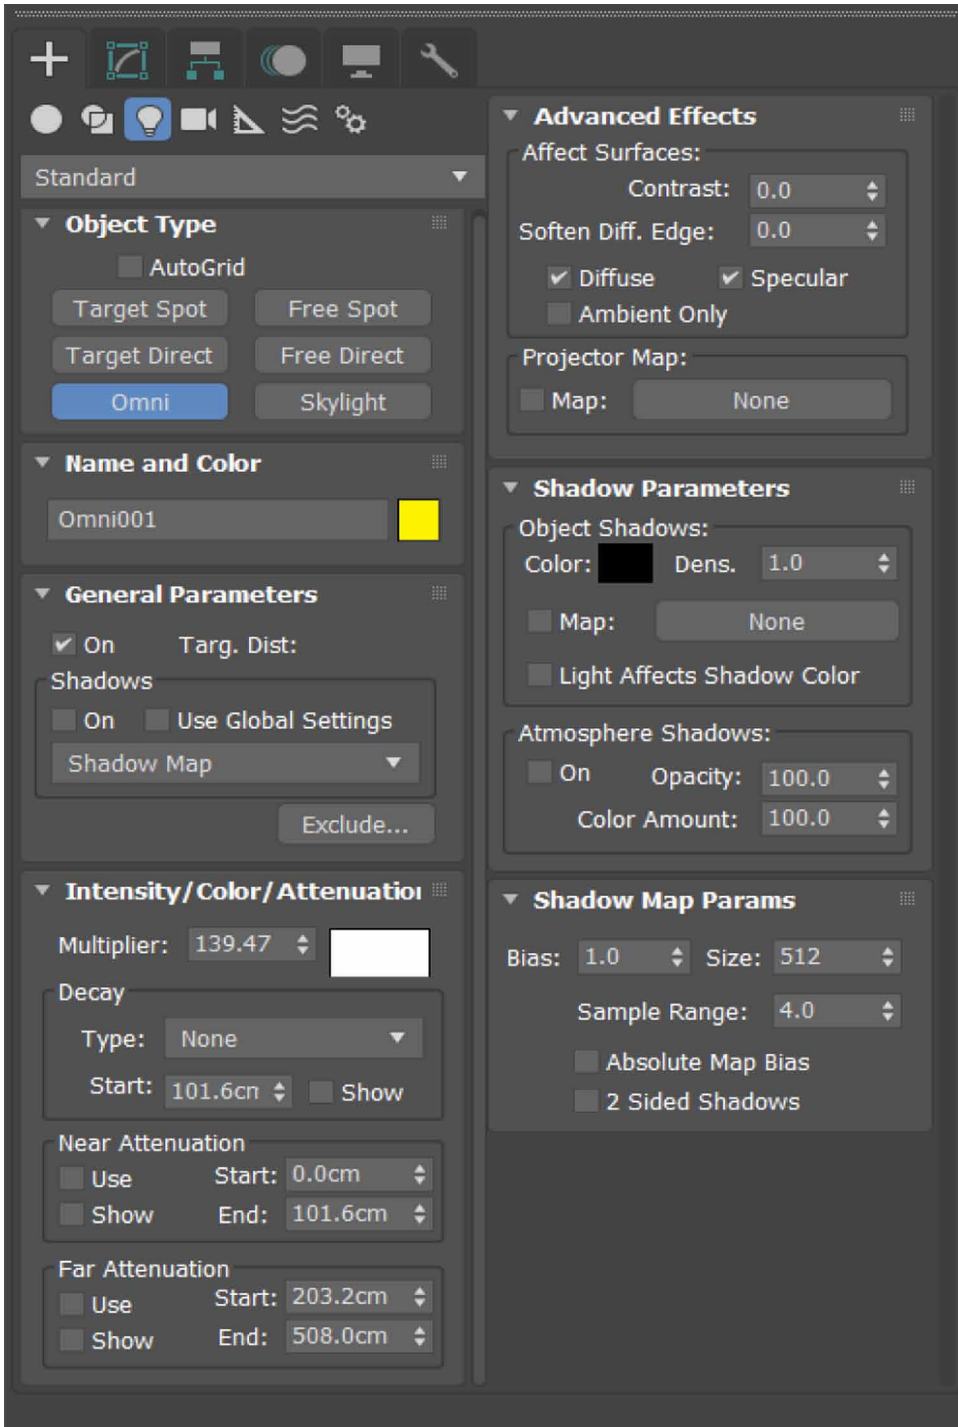 Standard
Object Type
AutoGrid
Target Spot Free Spot
Target Direct Free Direct
Omni Skylight
Name and Color
Omni001
General Parameters
On Targ. Dist:
Shadows
On Use Global Settings
Shadow Map
Exclude...
Intensity/Color/Attenuation
Multiplier: 139.47
Decay
Type: None
Start: 101.6cm Show
Near Attenuation
Use Start: 0.0cm
Show End: 101.6cm
Far Attenuation
Use Start: 203.2cm
Show End: 508.0cm
Advanced Effects
Affect Surfaces:
Contrast: 0.0
Soften Diff. Edge: 0.0
Diffuse Specular
Ambient Only
Projector Map:
Map: None
Shadow Parameters
Object Shadows:
Color: Dens. 1.0
Map: None
Light Affects Shadow Color
Atmosphere Shadows:
On Opacity: 100.0
Color Amount: 100.0
Shadow Map Params
Bias: 1.0 Size: 512
Sample Range: 4.0
Absolute Map Bias
2 Sided Shadows